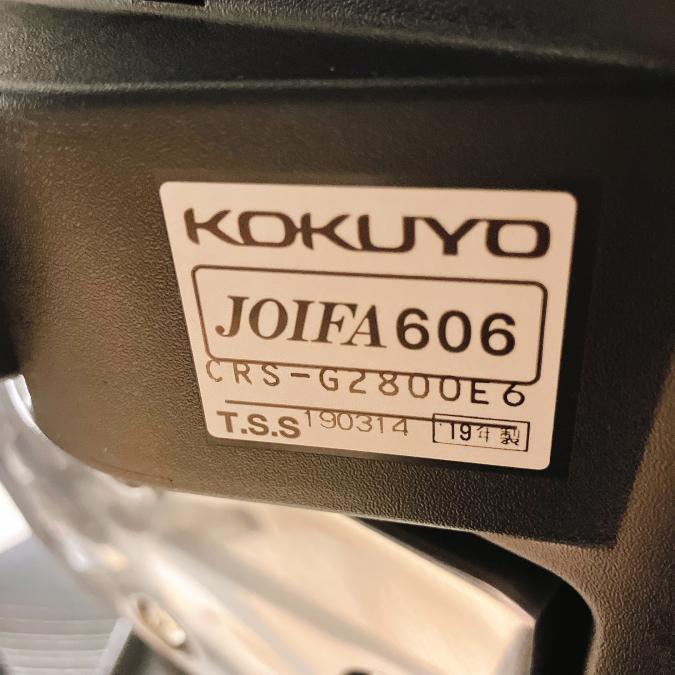 KOKUYO
JOIFA 606
CRS-G2800E6
T.S.S 190314 19年製